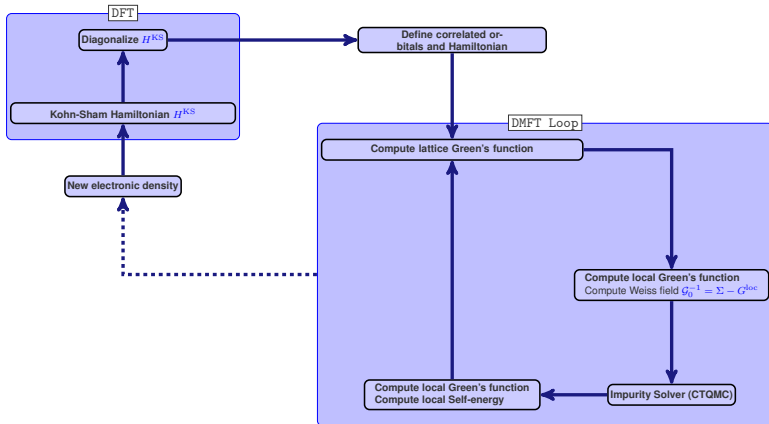 DFT
Diagonalize H^KS
Define correlated or-
bitals and Hamiltonian
Kohn-Sham Hamiltonian H^KS
DMFT Loop
Compute lattice Green's function
New electronic density
Compute local Green's function
Compute Weiss field 𝒢₀⁻¹ = Σ − G^loc
Compute local Green's function
Compute local Self-energy
Impurity Solver (CTQMC)